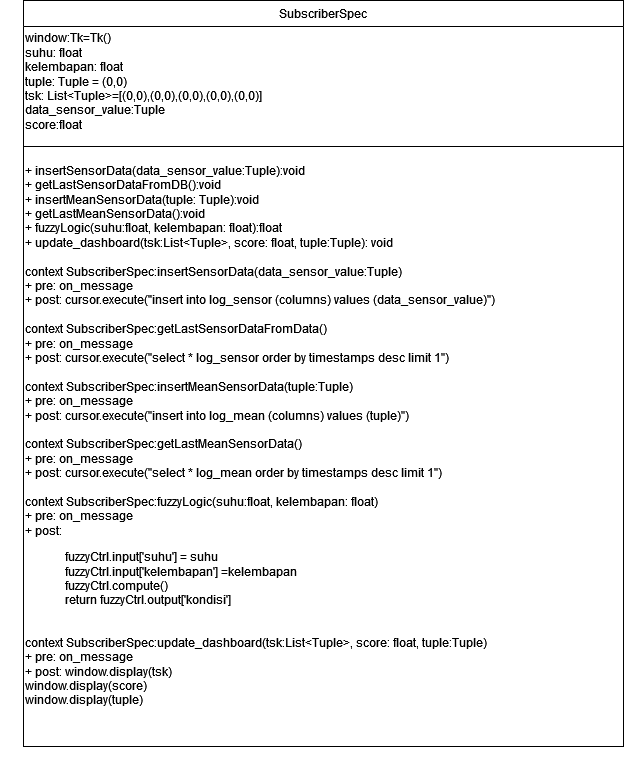 SubscriberSpec
window:Tk=Tk()
suhu: float
kelembapan: float
tuple: Tuple = (0,0)
tsk: List<Tuple>=[(0,0),(0,0),(0,0),(0,0),(0,0)]
data_sensor_value:Tuple
score:float
+ insertSensorData(data_sensor_value:Tuple):void
+ getLastSensorDataFromDB():void
+ insertMeanSensorData(tuple: Tuple):void
+ getLastMeanSensorData():void
+ fuzzyLogic(suhu:float, kelembapan: float):float
+ update_dashboard(tsk:List<Tuple>, score: float, tuple:Tuple): void
context SubscriberSpec:insertSensorData(data_sensor_value:Tuple)
+ pre: on_message
+ post: cursor.execute("insert into log_sensor (columns) values (data_sensor_value)")
context SubscriberSpec:getLastSensorDataFromData()
+ pre: on_message
+ post: cursor.execute("select * log_sensor order by timestamps desc limit 1")
context SubscriberSpec:insertMeanSensorData(tuple:Tuple)
+ pre: on_message
+ post: cursor.execute("insert into log_mean (columns) values (tuple)")
context SubscriberSpec:getLastMeanSensorData()
+ pre: on_message
+ post: cursor.execute("select * log_mean order by timestamps desc limit 1")
context SubscriberSpec:fuzzyLogic(suhu:float, kelembapan: float)
+ pre: on_message
+ post:
fuzzyCtrl.input['suhu'] = suhu
fuzzyCtrl.input['kelembapan'] =kelembapan
fuzzyCtrl.compute()
return fuzzyCtrl.output['kondisi']
context SubscriberSpec:update_dashboard(tsk:List<Tuple>, score: float, tuple:Tuple)
+ pre: on_message
+ post: window.display(tsk)
window.display(score)
window.display(tuple)